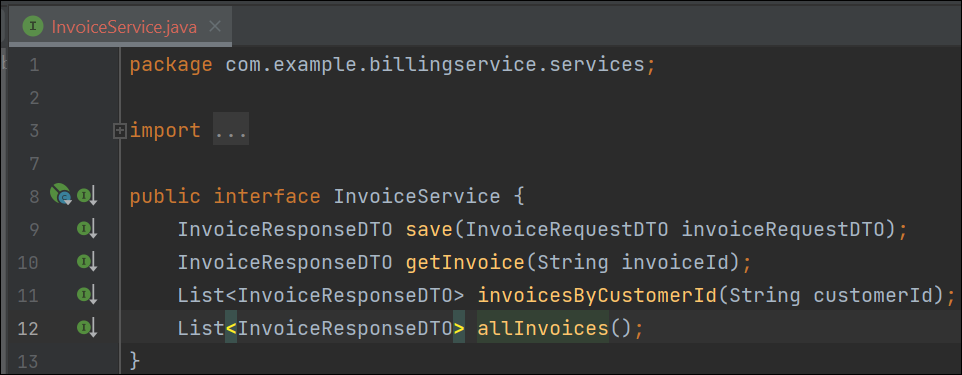 InvoiceService.java
1 package com.example.billingservice.services;
2
3 import ...
7
8 public interface InvoiceService {
9 InvoiceResponseDTO save(InvoiceRequestDTO invoiceRequestDTO);
10 InvoiceResponseDTO getInvoice(String invoiceId);
11 List<InvoiceResponseDTO> invoicesByCustomerId(String customerId);
12 List<InvoiceResponseDTO> allInvoices();
13 }